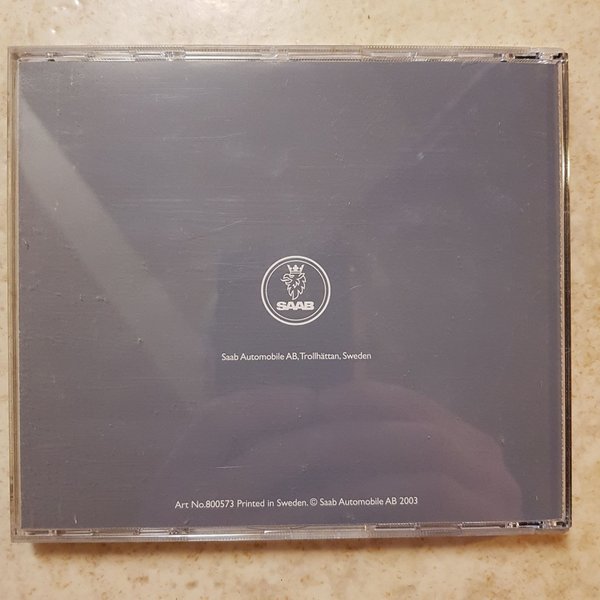 SAAB
Saab Automobile AB, Trollhättan, Sweden
Art No.800573 Printed in Sweden. © Saab Automobile AB 2003